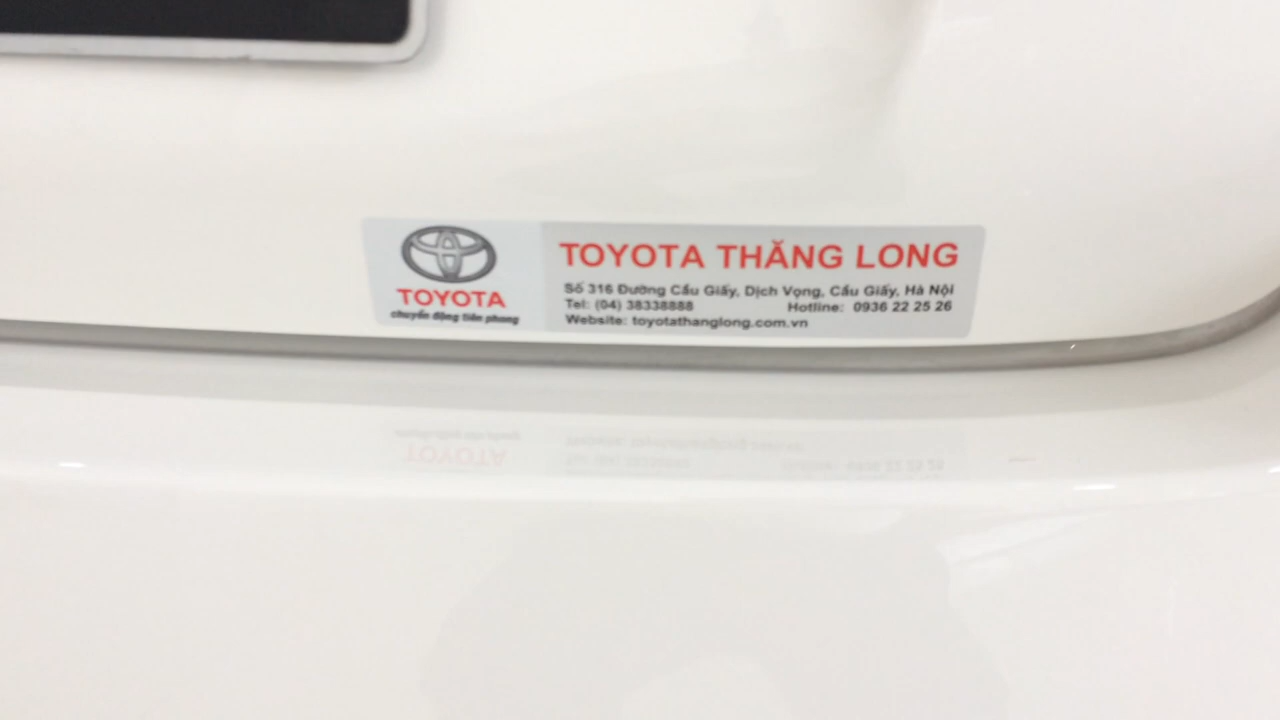 TOYOTA
chuyển động tiên phong
TOYOTA THĂNG LONG
Số 316 Đường Cầu Giấy, Dịch Vọng, Cầu Giấy, Hà Nội
Tel: (04) 38338888 Hotline: 0936 22 25 26
Website: toyotathanglong.com.vn